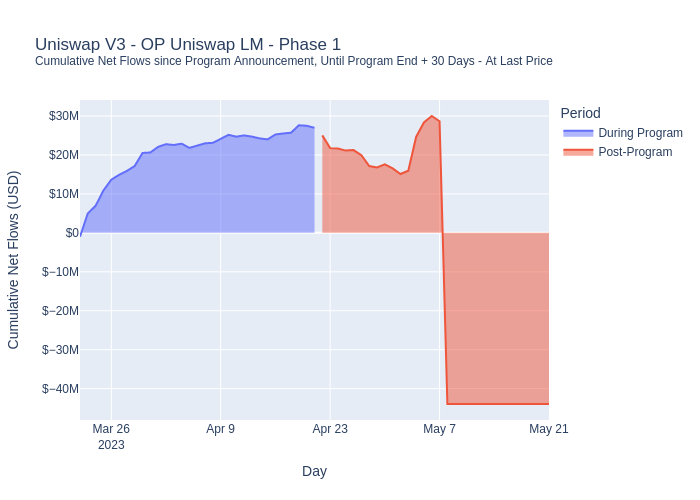 Uniswap V3 - OP Uniswap LM - Phase 1
Cumulative Net Flows since Program Announcement, Until Program End + 30 Days - At Last Price
Period
During Program
Post-Program
Cumulative Net Flows (USD)
$30M
$20M
$10M
$0
$−10M
$−20M
$−30M
$−40M
Mar 26
2023
Apr 9
Apr 23
May 7
May 21
Day